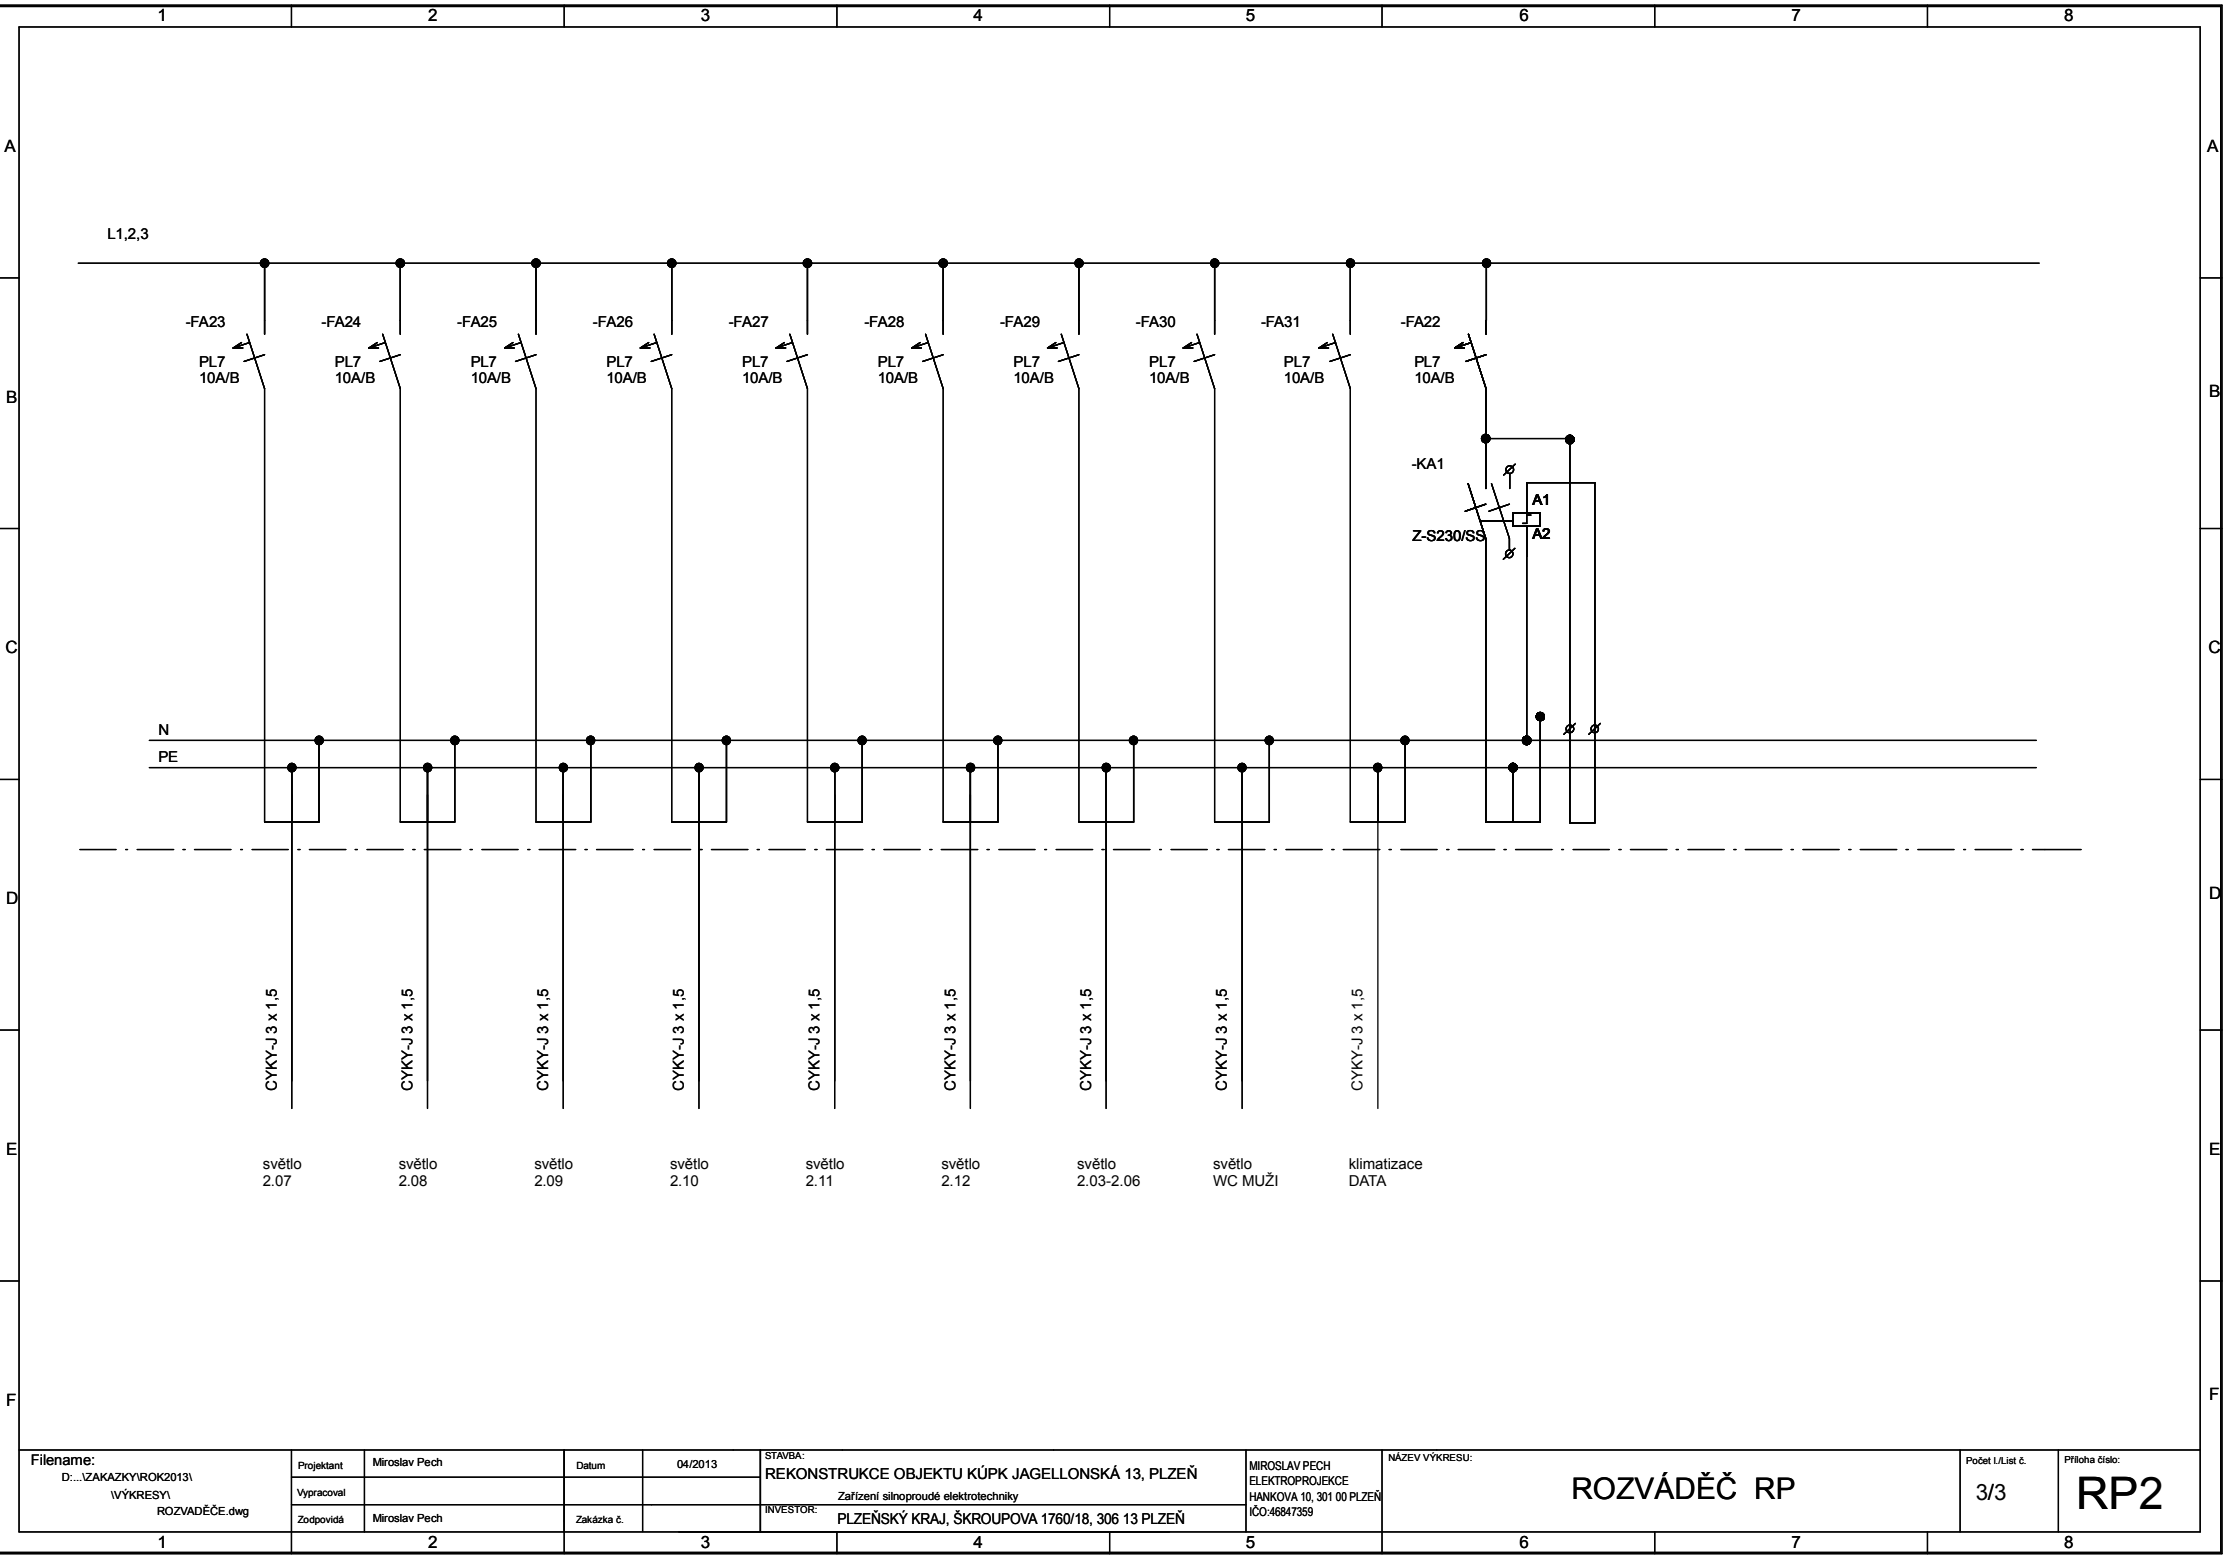 1 2 3 4 5 6 7 8
A A
L1,2,3
-FA23 -FA24 -FA25 -FA26 -FA27 -FA28 -FA29 -FA30 -FA31 -FA22
PL7 PL7 PL7 PL7 PL7 PL7 PL7 PL7 PL7 PL7
10A/B 10A/B 10A/B 10A/B 10A/B 10A/B 10A/B 10A/B 10A/B 10A/B
B B
-KA1
A1
Z-S230/SS A2
C C
N
PE
D D
CYKY-J 3 x 1,5 CYKY-J 3 x 1,5 CYKY-J 3 x 1,5 CYKY-J 3 x 1,5 CYKY-J 3 x 1,5 CYKY-J 3 x 1,5 CYKY-J 3 x 1,5 CYKY-J 3 x 1,5 CYKY-J 3 x 1,5
E E
světlo světlo světlo světlo světlo světlo světlo světlo klimatizace
2.07 2.08 2.09 2.10 2.11 2.12 2.03-2.06 WC MUŽI DATA
F F
Filename:
D:...\ZAKAZKY\ROK2013\
\VÝKRESY\
ROZVADĚČE.dwg
Projektant Miroslav Pech
Vypracoval
Zodpovídá Miroslav Pech
Datum 04/2013
Zakázka č.
STAVBA:
REKONSTRUKCE OBJEKTU KÚPK JAGELLONSKÁ 13, PLZEŇ
Zařízení silnoproudé elektrotechniky
INVESTOR:
PLZEŇSKÝ KRAJ, ŠKROUPOVA 1760/18, 306 13 PLZEŇ
MIROSLAV PECH
ELEKTROPROJEKCE
HANKOVA 10, 301 00 PLZEŇ
IČO:46847359
NÁZEV VÝKRESU:
ROZVÁDĚČ RP
Počet l./List č.
3/3
Příloha číslo:
RP2
1 2 3 4 5 6 7 8